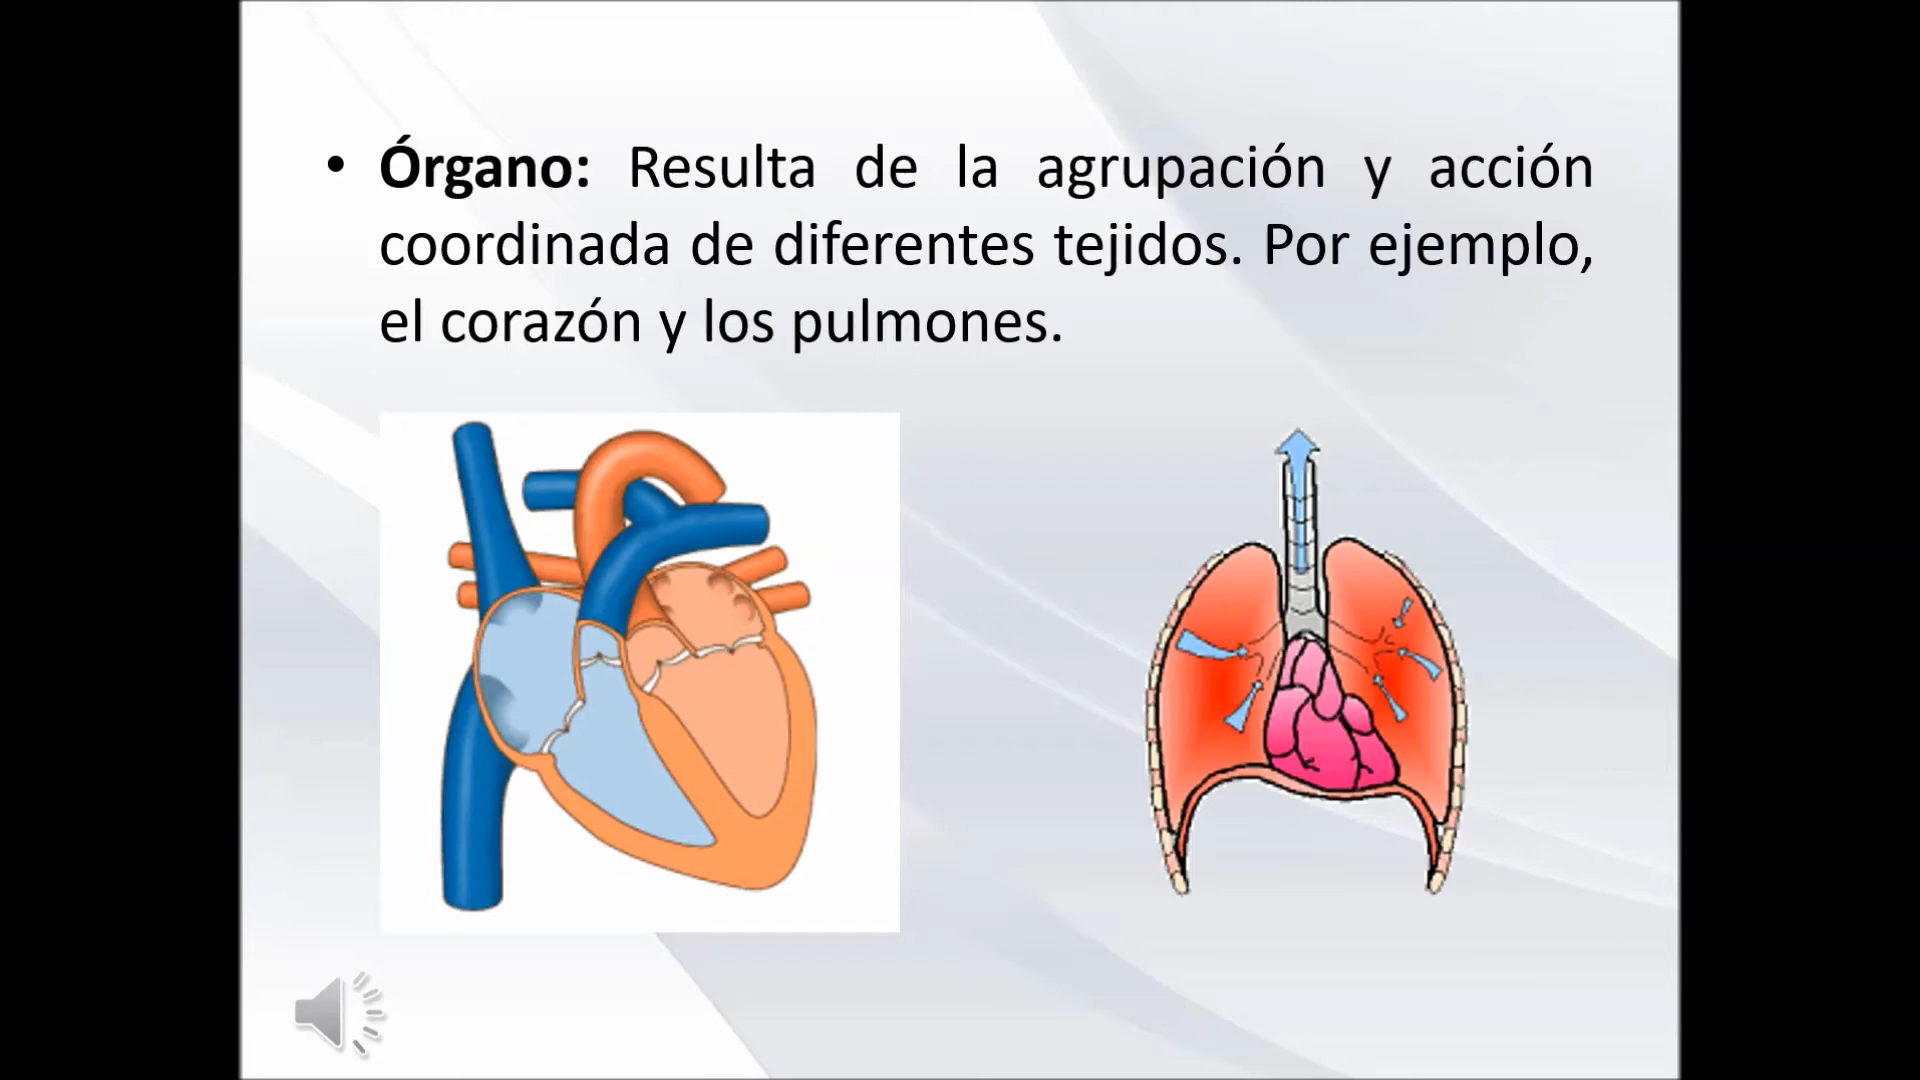 • Órgano: Resulta de la agrupación y acción
coordinada de diferentes tejidos. Por ejemplo,
el corazón y los pulmones.